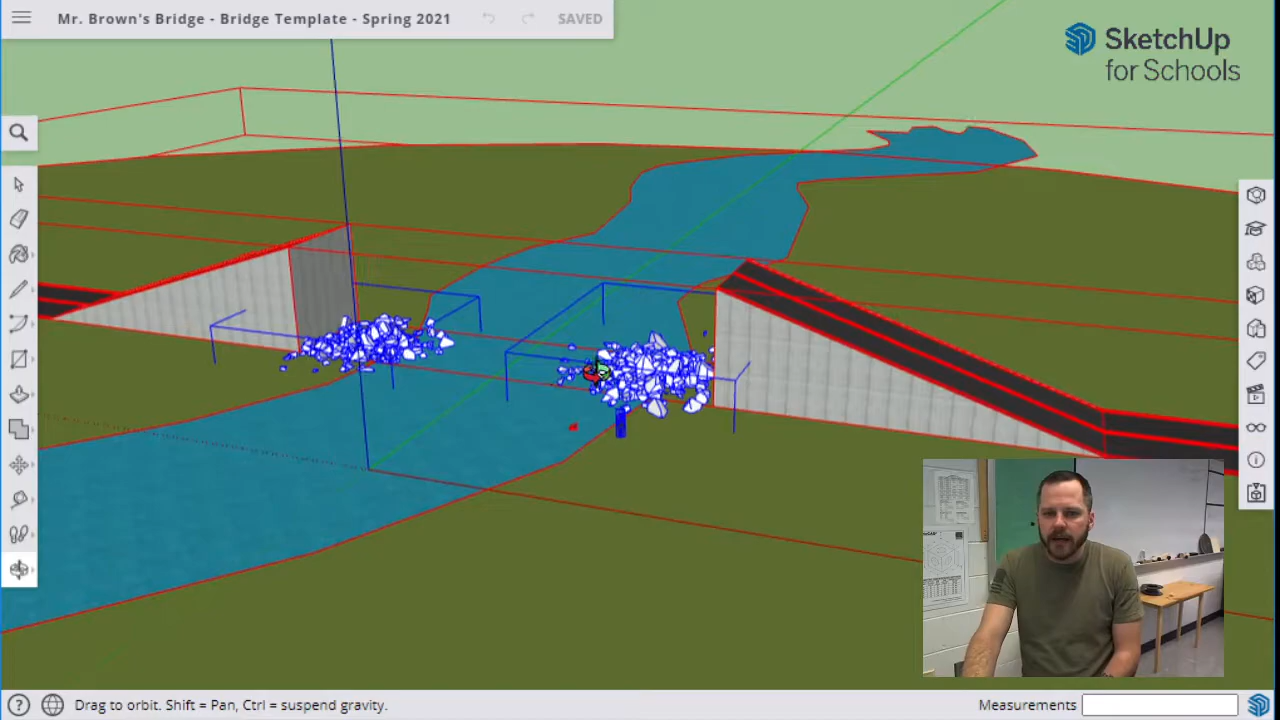 Mr. Brown's Bridge - Bridge Template - Spring 2021
SAVED
SketchUp
for Schools
Drag to orbit. Shift = Pan, Ctrl = suspend gravity.
Measurements